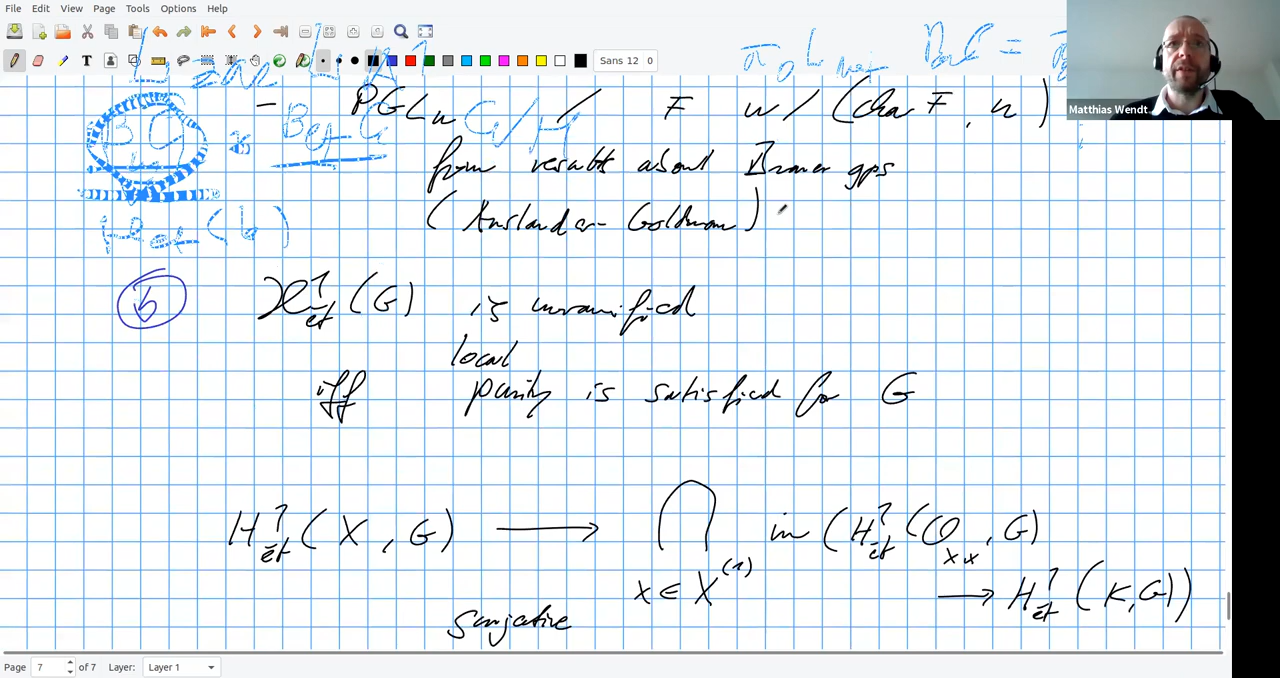 File Edit View Page Tools Options Help
Sans 12 0
Matthias Wendt
- PGLₙ / F w/ (char F, n)
from results about Brauer gps
(Auslander-Goldman)
5 ℋ¹ét(G) is unramified
local
iff purity is satisfied for G
H¹ét(X, G) ⟶ ⋂ im (H¹ét(O_X,x, G)
x ∈ X⁽¹⁾ ⟶ H¹ét(K, G))
surjective
Page 7 of 7 Layer: Layer 1